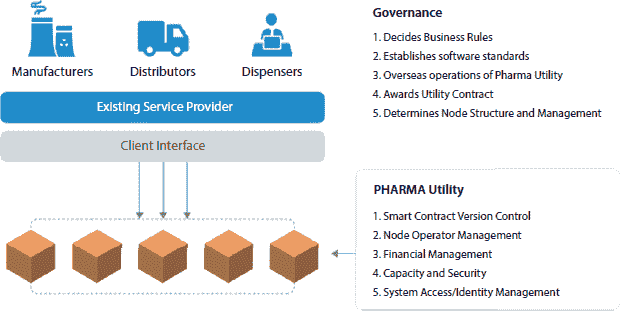 Manufacturers
Distributors
Dispensers
Existing Service Provider
Client Interface
Governance
1. Decides Business Rules
2. Establishes software standards
3. Overseas operations of Pharma Utility
4. Awards Utility Contract
5. Determines Node Structure and Management
PHARMA Utility
1. Smart Contract Version Control
2. Node Operator Management
3. Financial Management
4. Capacity and Security
5. System Access/Identity Management